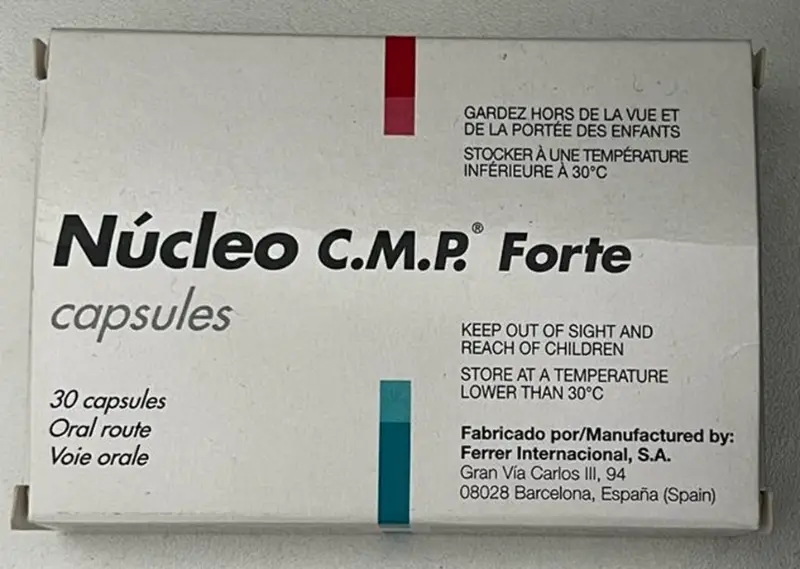 GARDEZ HORS DE LA VUE ET
DE LA PORTÉE DES ENFANTS
STOCKER À UNE TEMPÉRATURE
INFÉRIEURE À 30°C
Núcleo C.M.P.® Forte
capsules
KEEP OUT OF SIGHT AND
REACH OF CHILDREN
STORE AT A TEMPERATURE
LOWER THAN 30°C
30 capsules
Oral route
Voie orale
Fabricado por/Manufactured by:
Ferrer Internacional, S.A.
Gran Vía Carlos III, 94
08028 Barcelona, España (Spain)